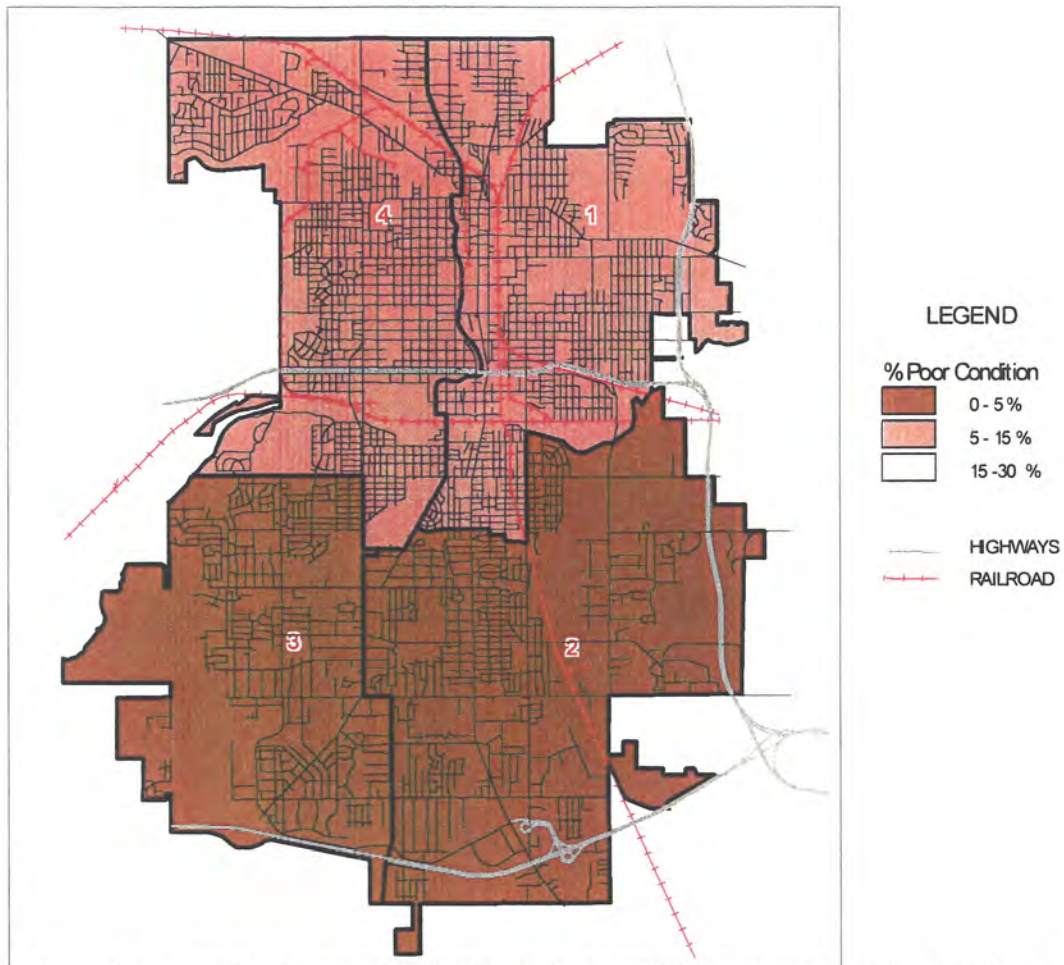 4
1
3
2
LEGEND
% Poor Condition
0 - 5 %
5 - 15 %
15 -30 %
HIGHWAYS
RAILROAD